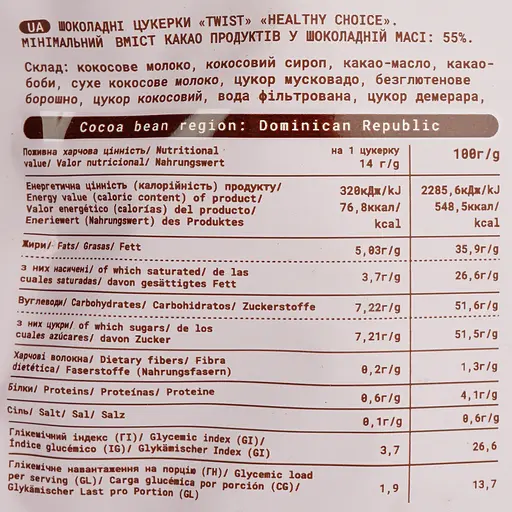 UA ШОКОЛАДНІ ЦУКЕРКИ «TWIST» «HEALTHY CHOICE».
МІНІМАЛЬНИЙ ВМІСТ КАКАО ПРОДУКТІВ У ШОКОЛАДНІЙ МАСІ: 55%.
Склад: кокосове молоко, кокосовий сироп, какао-масло, какао-
боби, сухе кокосове молоко, цукор мусковадо, безглютенове
борошно, цукор кокосовий, вода фільтрована, цукор демерара,
Cocoa bean region: Dominican Republic
Поживна харчова цінність/ Nutritional
value/ Valor nutricional/ Nahrungswert
на 1 цукерку
14 г/g
100г/g
Енергетична цінність (калорійність) продукту/
Energy value (caloric content) of product/
Valor energético (calorías) del producto/
Eneriewert (Nahrungswert) des Produktes
320кДж/kJ
76,8ккал/
kcal
2285,6кДж/kJ
548,5ккал/
kcal
Жири/ Fats/ Grasas/ Fett 5,03г/g 35,9г/g
з них насичені/ of which saturated/ de las
cuales saturadas/ davon gesättigtes Fett
3,7г/g 26,6г/g
Вуглеводи/ Carbohydrates/ Carbohidratos/ Zuckerstoffe 7,22г/g 51,6г/g
з них цукри/ of which sugars/ de los
cuales azúcares/ davon Zucker
7,21г/g 51,5г/g
Харчові волокна/ Dietary fibers/ Fibra
dietética/ Faserstoffe (Nahrungsfasern)
0,2г/g 1,3г/g
Білки/ Proteins/ Proteínas/ Proteine 0,6г/g 4,1г/g
Сіль/ Salt/ Sal/ Salz 0,1г/g 0,6г/g
Глікемічний індекс (ГІ)/ Glycemic index (GI)/
Índice glucémico (IG)/ Glykämischer Index (GI)
3,7 26,6
Глікемічне навантаження на порцію (ГН)/ Glycemic load
per serving (GL)/ Carga glucémica por porción (CG)/
Glykämischer Last pro Portion (GL)
1,9 13,7